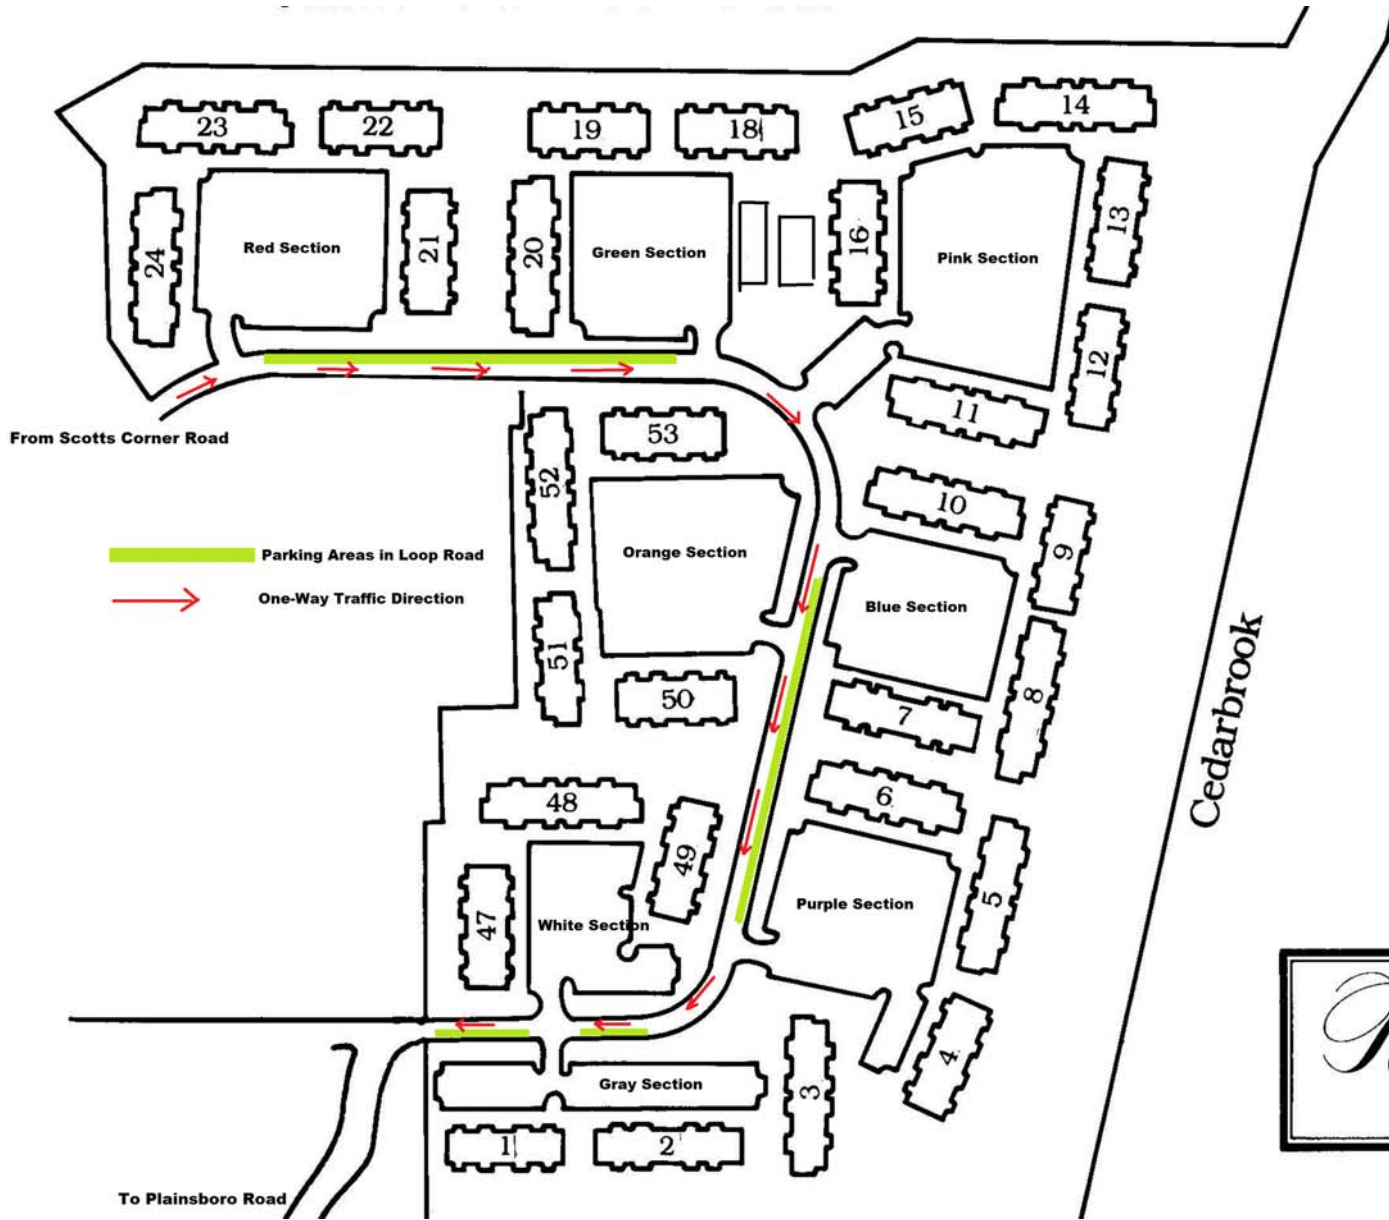 23
22
19
18
15
14
24
Red Section
21
20
Green Section
16
Pink Section
13
12
11
From Scotts Corner Road
53
52
10
9
Orange Section
Parking Areas in Loop Road
One-Way Traffic Direction
Blue Section
51
50
7
8
Cedarbrook
48
6
49
47
White Section
Purple Section
5
4
Gray Section
3
1
2
To Plainsboro Road